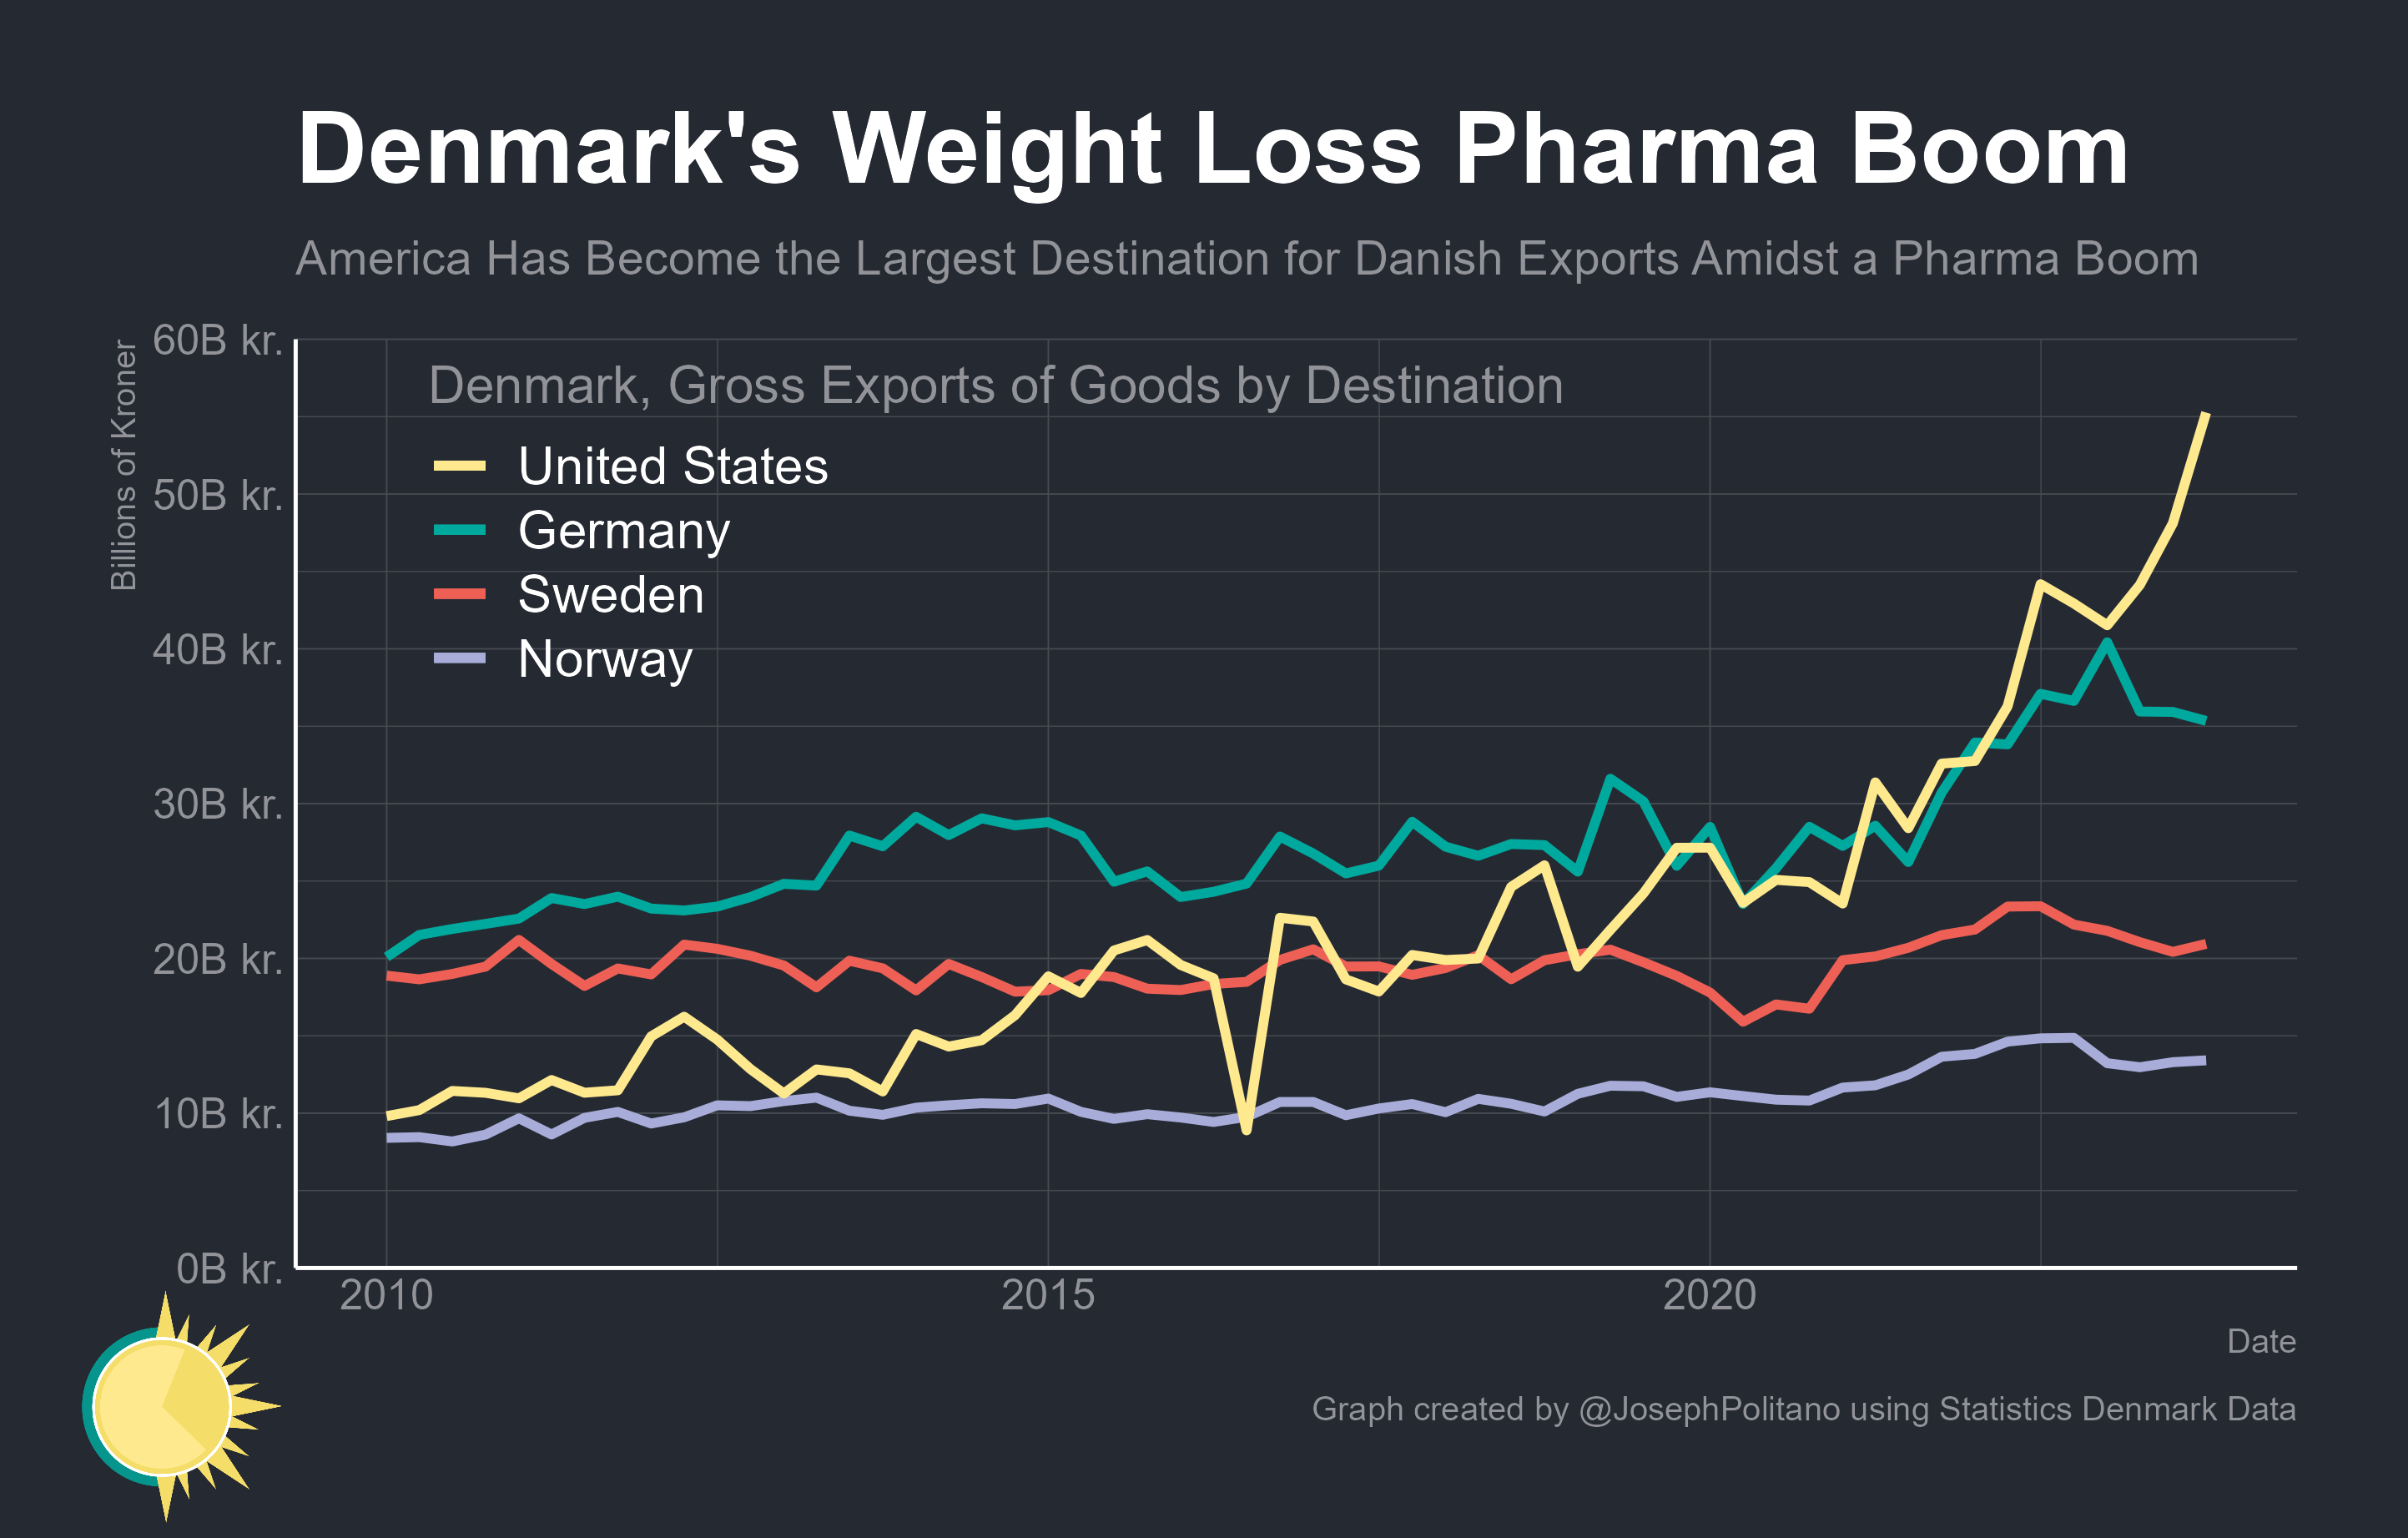 Denmark's Weight Loss Pharma Boom
America Has Become the Largest Destination for Danish Exports Amidst a Pharma Boom
Billions of Kroner
60B kr.
50B kr.
40B kr.
30B kr.
20B kr.
10B kr.
0B kr.
Denmark, Gross Exports of Goods by Destination
United States
Germany
Sweden
Norway
2010 2015 2020
Date
Graph created by @JosephPolitano using Statistics Denmark Data